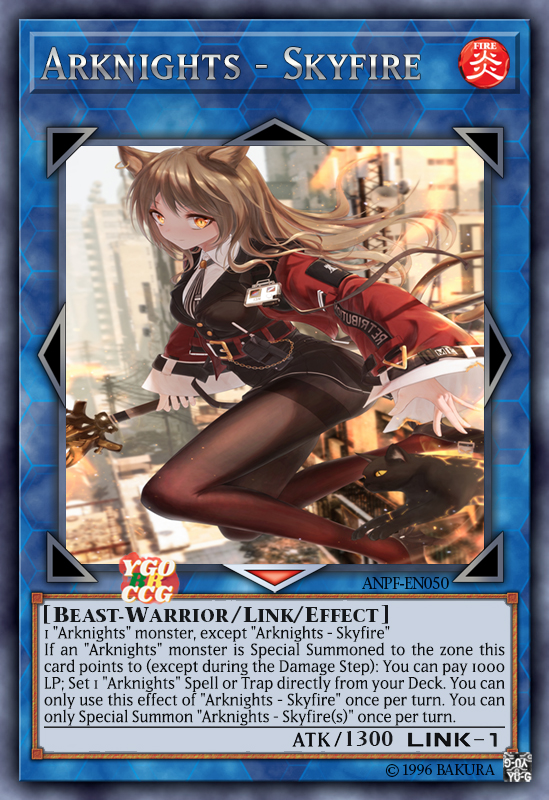 Arknights - Skyfire
FIRE
炎
RETRIBUTI
YGO
CCG
ANPF-EN050
[Beast-Warrior/Link/Effect]
1 "Arknights" monster, except "Arknights - Skyfire"
If an "Arknights" monster is Special Summoned to the zone this
card points to (except during the Damage Step): You can pay 1000
LP; Set 1 "Arknights" Spell or Trap directly from your Deck. You can
only use this effect of "Arknights - Skyfire" once per turn. You can
only Special Summon "Arknights - Skyfire(s)" once per turn.
ATK/1300 LINK-1
©1996 BAKURA
YU-G